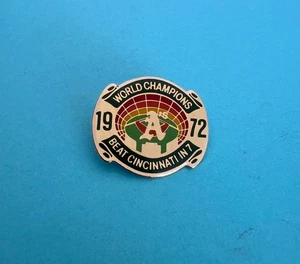 WORLD CHAMPIONS
19 A's 72
BEAT CINCINNATI IN 7